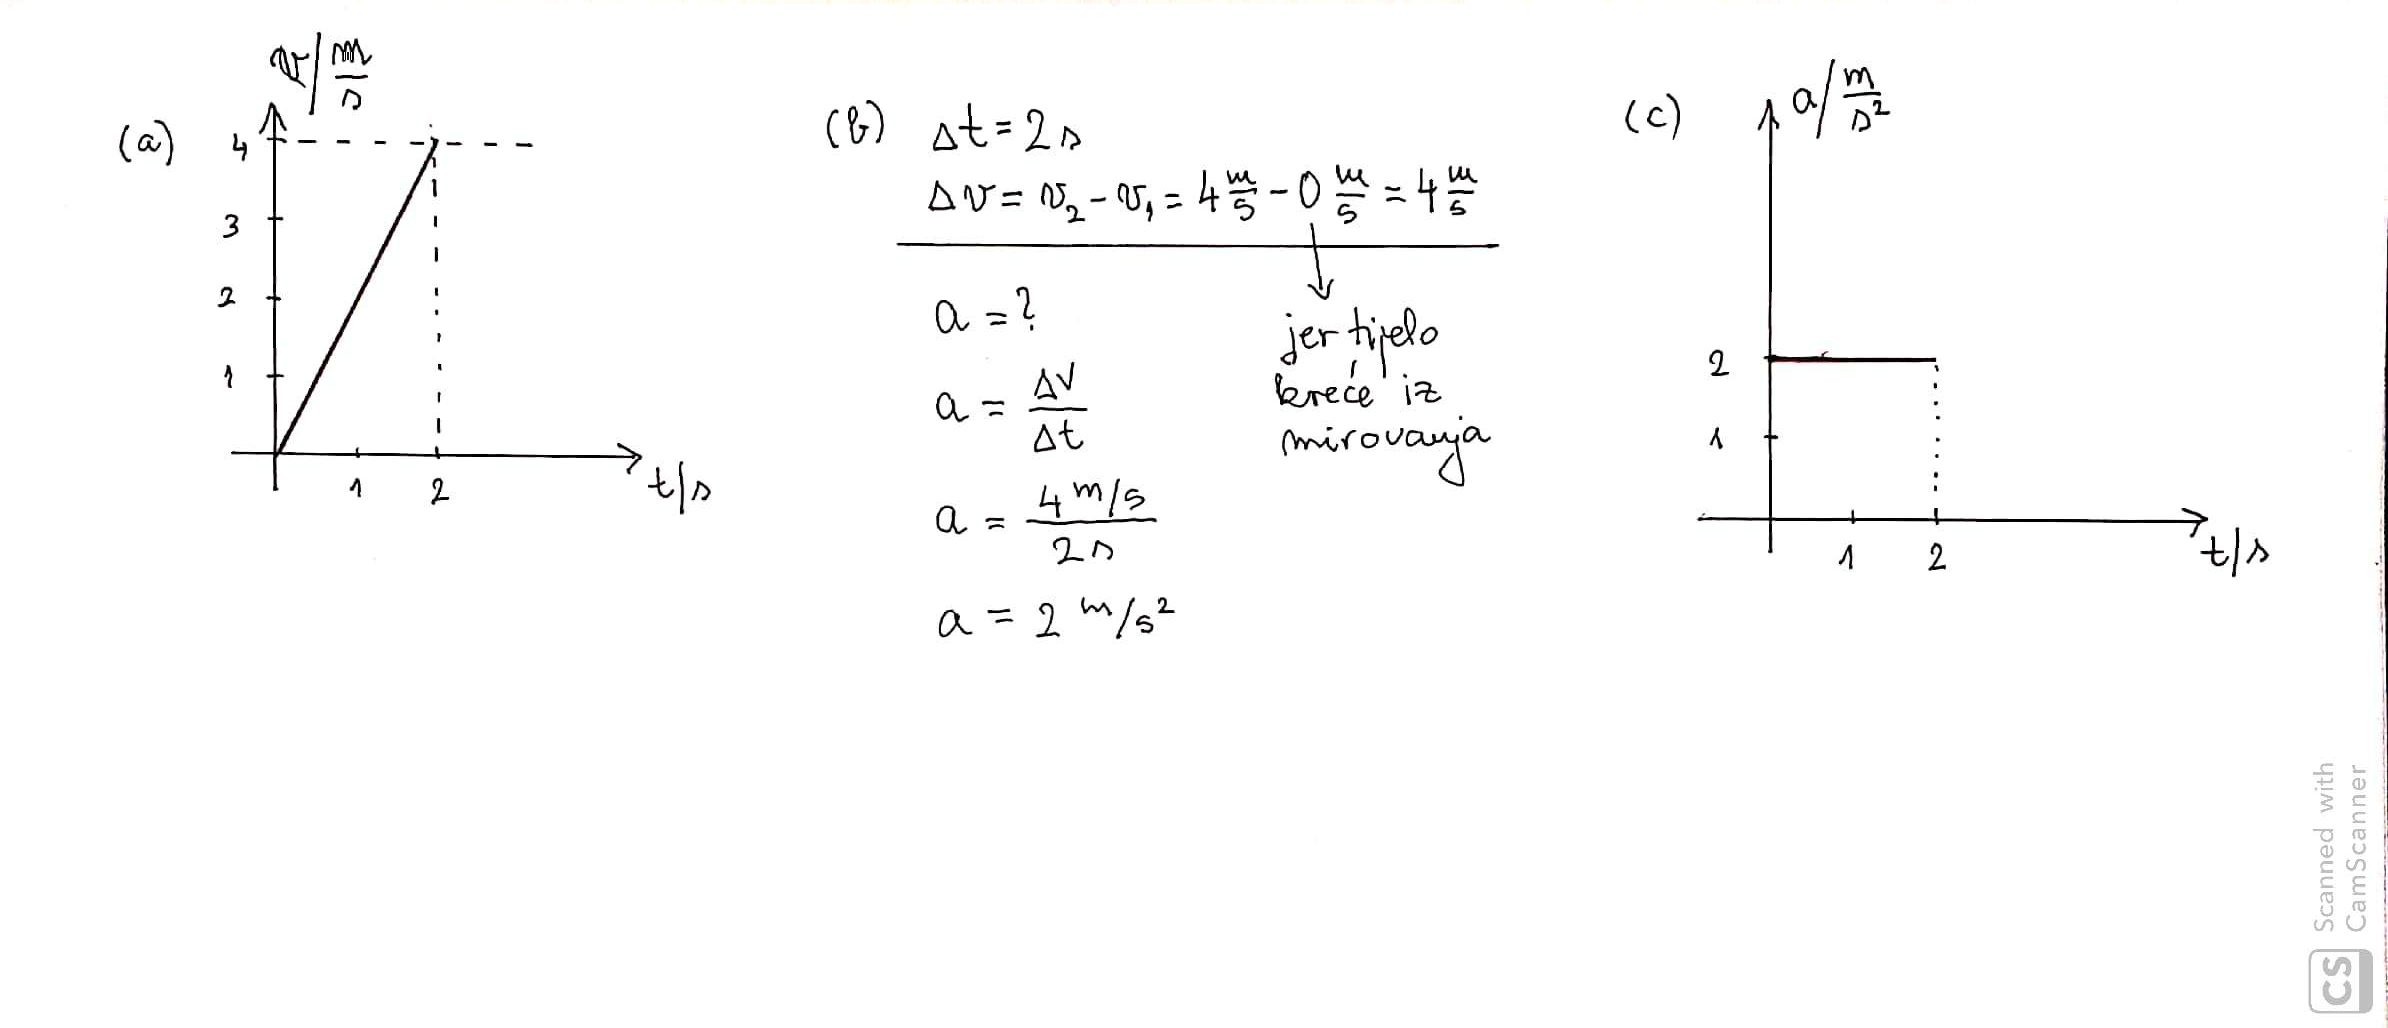 (a)
v/m/s
4
3
2
1
1 2
t/s
(b) Δt = 2 s
Δv = v₂ - v₁ = 4 m/s - 0 m/s = 4 m/s
a = ?
a = Δv/Δt
a = 4 m/s / 2 s
a = 2 m/s²
jer tijelo
kreće iz
mirovanja
(c)
a/m/s²
2
1
1 2
t/s
Scanned with
CamScanner
CS